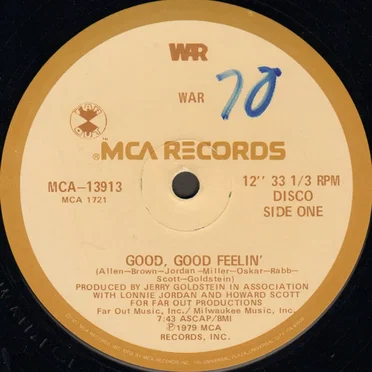 WAR
WAR
70
®MCA RECORDS
MCA-13913
MCA 1721
12" 33 1/3 RPM
DISCO
SIDE ONE
GOOD, GOOD FEELIN'
(Allen-Brown-Jordan-Miller-Oskar-Rabb-
Scott-Goldstein)
PRODUCED BY JERRY GOLDSTEIN IN ASSOCIATION
WITH LONNIE JORDAN AND HOWARD SCOTT
FOR FAR OUT PRODUCTIONS
Far Out Music, Inc./ Milwaukee Music, Inc.
7:43 ASCAP/BMI
℗1979 MCA
RECORDS, INC.